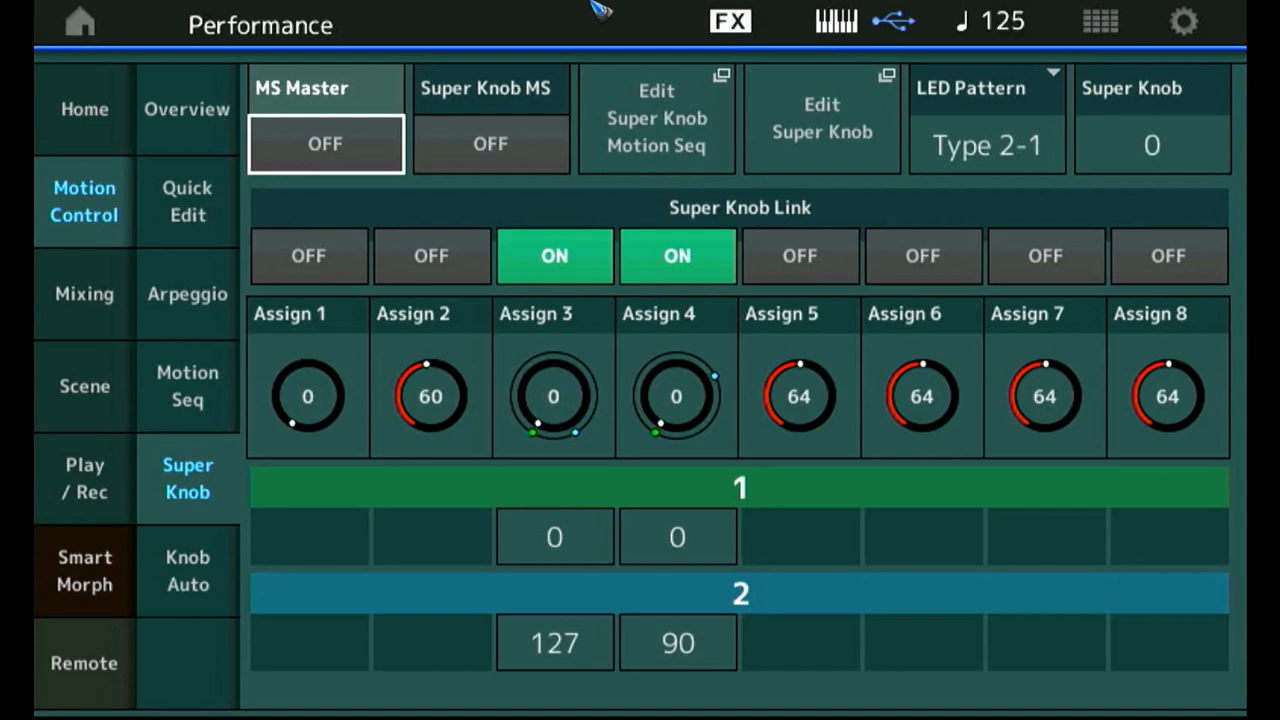 Performance
FX
125
Home
Motion
Control
Mixing
Scene
Play
/ Rec
Smart
Morph
Remote
Overview
Quick
Edit
Arpeggio
Motion
Seq
Super
Knob
Knob
Auto
MS Master
OFF
Super Knob MS
OFF
Edit
Super Knob
Motion Seq
Edit
Super Knob
LED Pattern
Type 2-1
Super Knob
0
Super Knob Link
OFF OFF ON ON OFF OFF OFF OFF
Assign 1 Assign 2 Assign 3 Assign 4 Assign 5 Assign 6 Assign 7 Assign 8
0 60 0 0 64 64 64 64
1
0 0
2
127 90